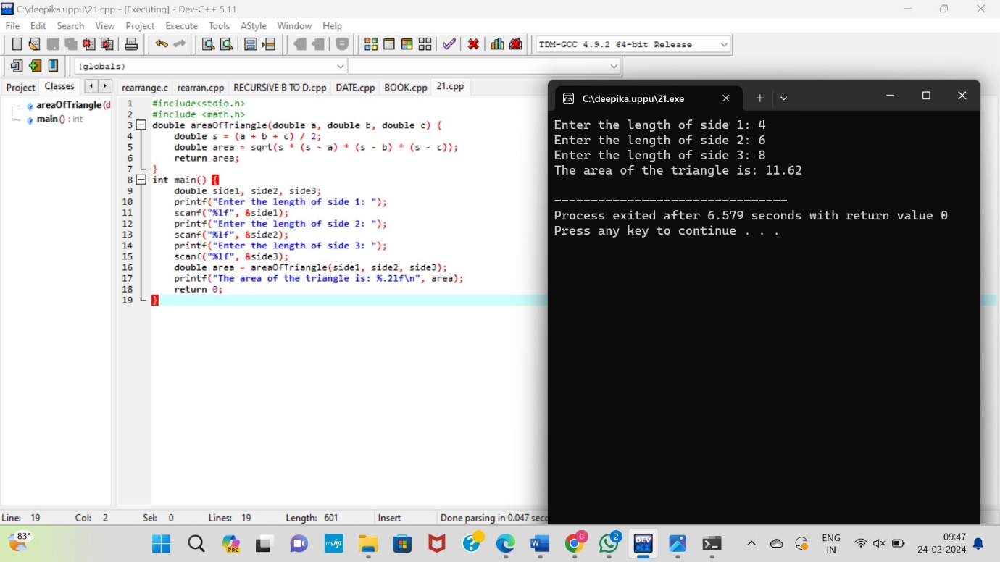 C:\deepika.uppu\21.cpp - [Executing] - Dev-C++ 5.11
File Edit Search View Project Execute Tools AStyle Window Help
TDM-GCC 4.9.2 64-bit Release
(globals)
Project Classes
areaOfTriangle (d
main () : int
rearrange.c rearran.cpp RECURSIVE B TO D.cpp DATE.cpp BOOK.cpp 21.cpp
1 #include<stdio.h>
2 #include <math.h>
3 double areaOfTriangle(double a, double b, double c) {
4 double s = (a + b + c) / 2;
5 double area = sqrt(s * (s - a) * (s - b) * (s - c));
6 return area;
7 }
8 int main() {
9 double side1, side2, side3;
10 printf("Enter the length of side 1: ");
11 scanf("%lf", &side1);
12 printf("Enter the length of side 2: ");
13 scanf("%lf", &side2);
14 printf("Enter the length of side 3: ");
15 scanf("%lf", &side3);
16 double area = areaOfTriangle(side1, side2, side3);
17 printf("The area of the triangle is: %.2lf\n", area);
18 return 0;
19 }
C:\deepika.uppu\21.exe
Enter the length of side 1: 4
Enter the length of side 2: 6
Enter the length of side 3: 8
The area of the triangle is: 11.62
--------------------------------
Process exited after 6.579 seconds with return value 0
Press any key to continue . . .
Line: 19 Col: 2 Sel: 0 Lines: 19 Length: 601 Insert Done parsing in 0.047 seco
83°
PRE
myhp
W
G
2
DEV
C++
ENG
IN
09:47
24-02-2024